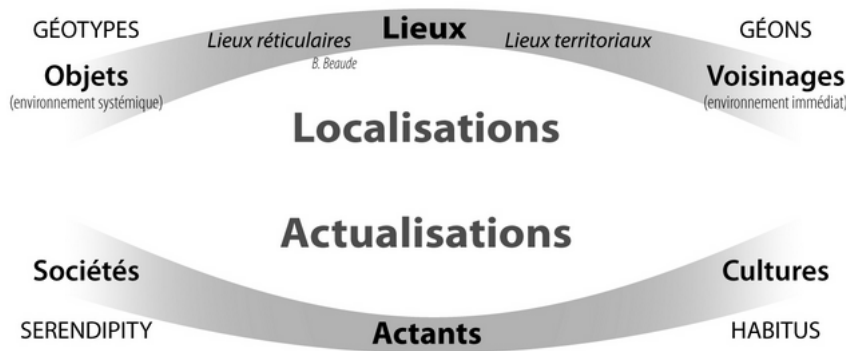 GÉOTYPES
Lieux réticulaires
Lieux
Lieux territoriaux
GÉONS
B. Beaude
Objets
(environnement systémique)
Voisinages
(environnement immédiat)
Localisations
Actualisations
Sociétés
Cultures
SERENDIPITY
Actants
HABITUS